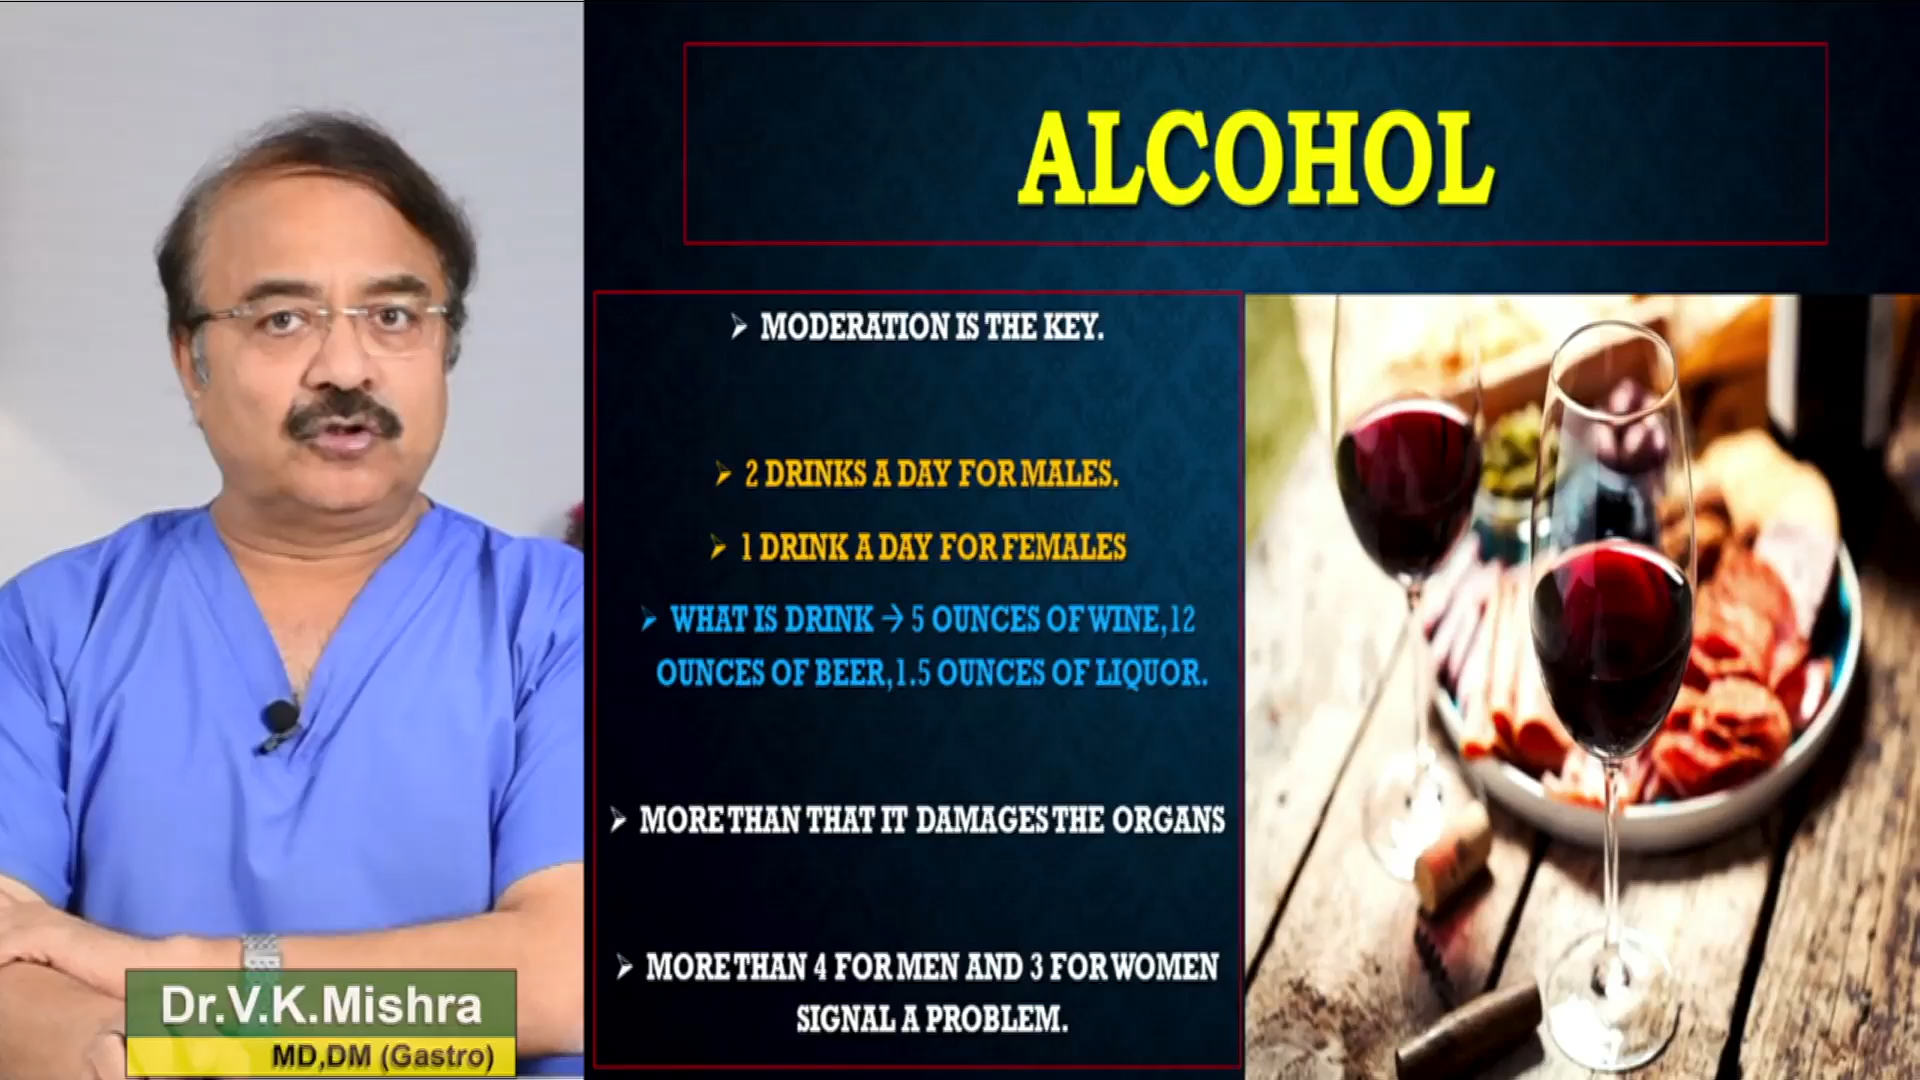 ALCOHOL
➢ MODERATION IS THE KEY.
➢ 2 DRINKS A DAY FOR MALES.
➢ 1 DRINK A DAY FOR FEMALES
➢ WHAT IS DRINK → 5 OUNCES OF WINE,12
OUNCES OF BEER,1.5 OUNCES OF LIQUOR.
➢ MORE THAN THAT IT DAMAGES THE ORGANS
➢ MORE THAN 4 FOR MEN AND 3 FOR WOMEN
SIGNAL A PROBLEM.
Dr.V.K.Mishra
MD,DM (Gastro)